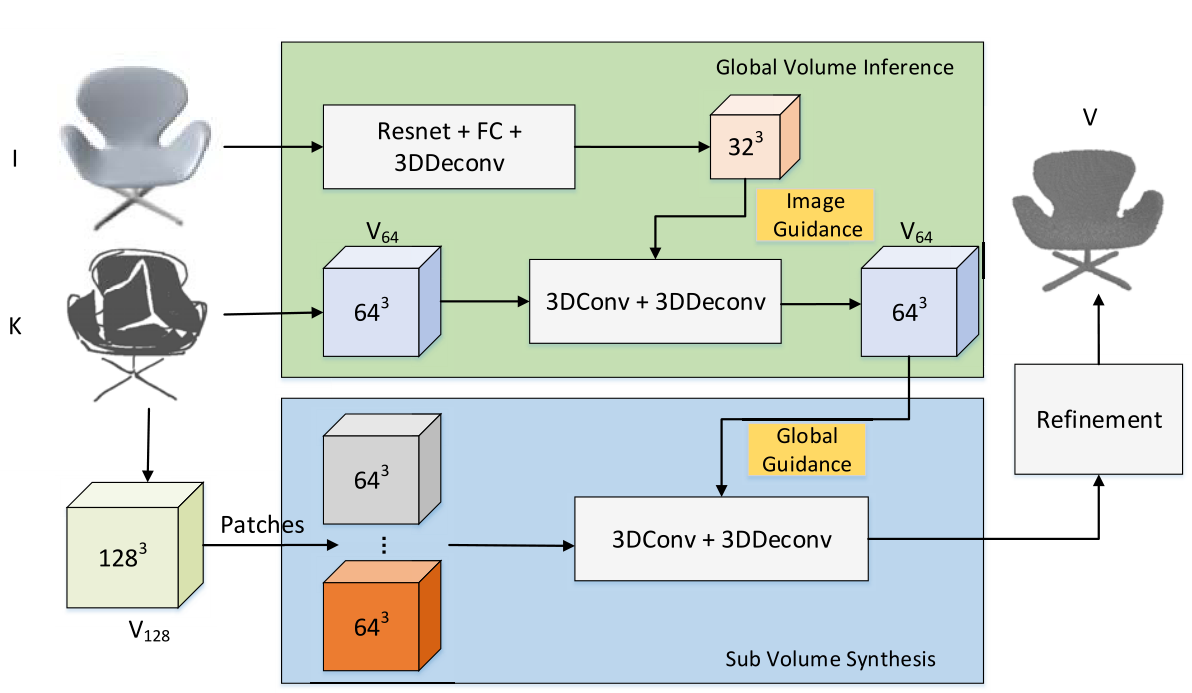 Global Volume Inference
I
Resnet + FC +
3DDeconv
32³
V
Image
Guidance
V₆₄
V₆₄
K
64³
3DConv + 3DDeconv
64³
Refinement
64³
Global
Guidance
Patches
128³
⋮
3DConv + 3DDeconv
64³
V₁₂₈
Sub Volume Synthesis